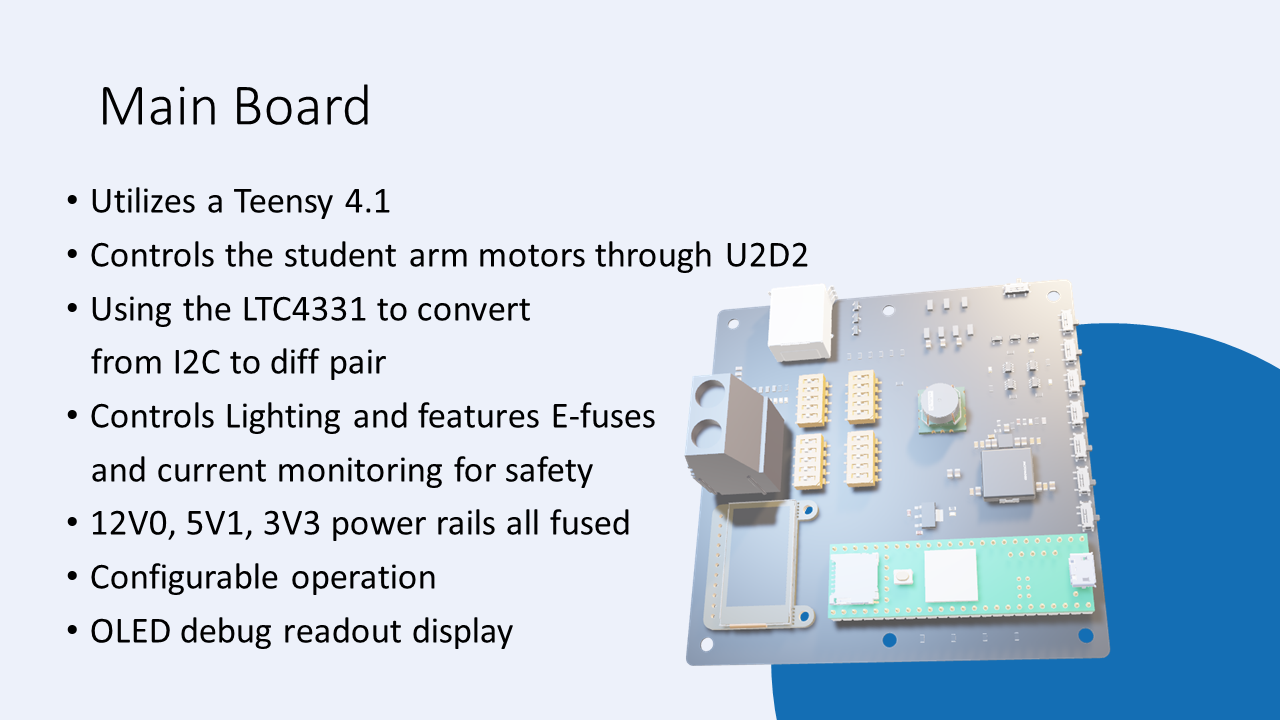 Main Board
• Utilizes a Teensy 4.1
• Controls the student arm motors through U2D2
• Using the LTC4331 to convert
from I2C to diff pair
• Controls Lighting and features E-fuses
and current monitoring for safety
• 12V0, 5V1, 3V3 power rails all fused
• Configurable operation
• OLED debug readout display